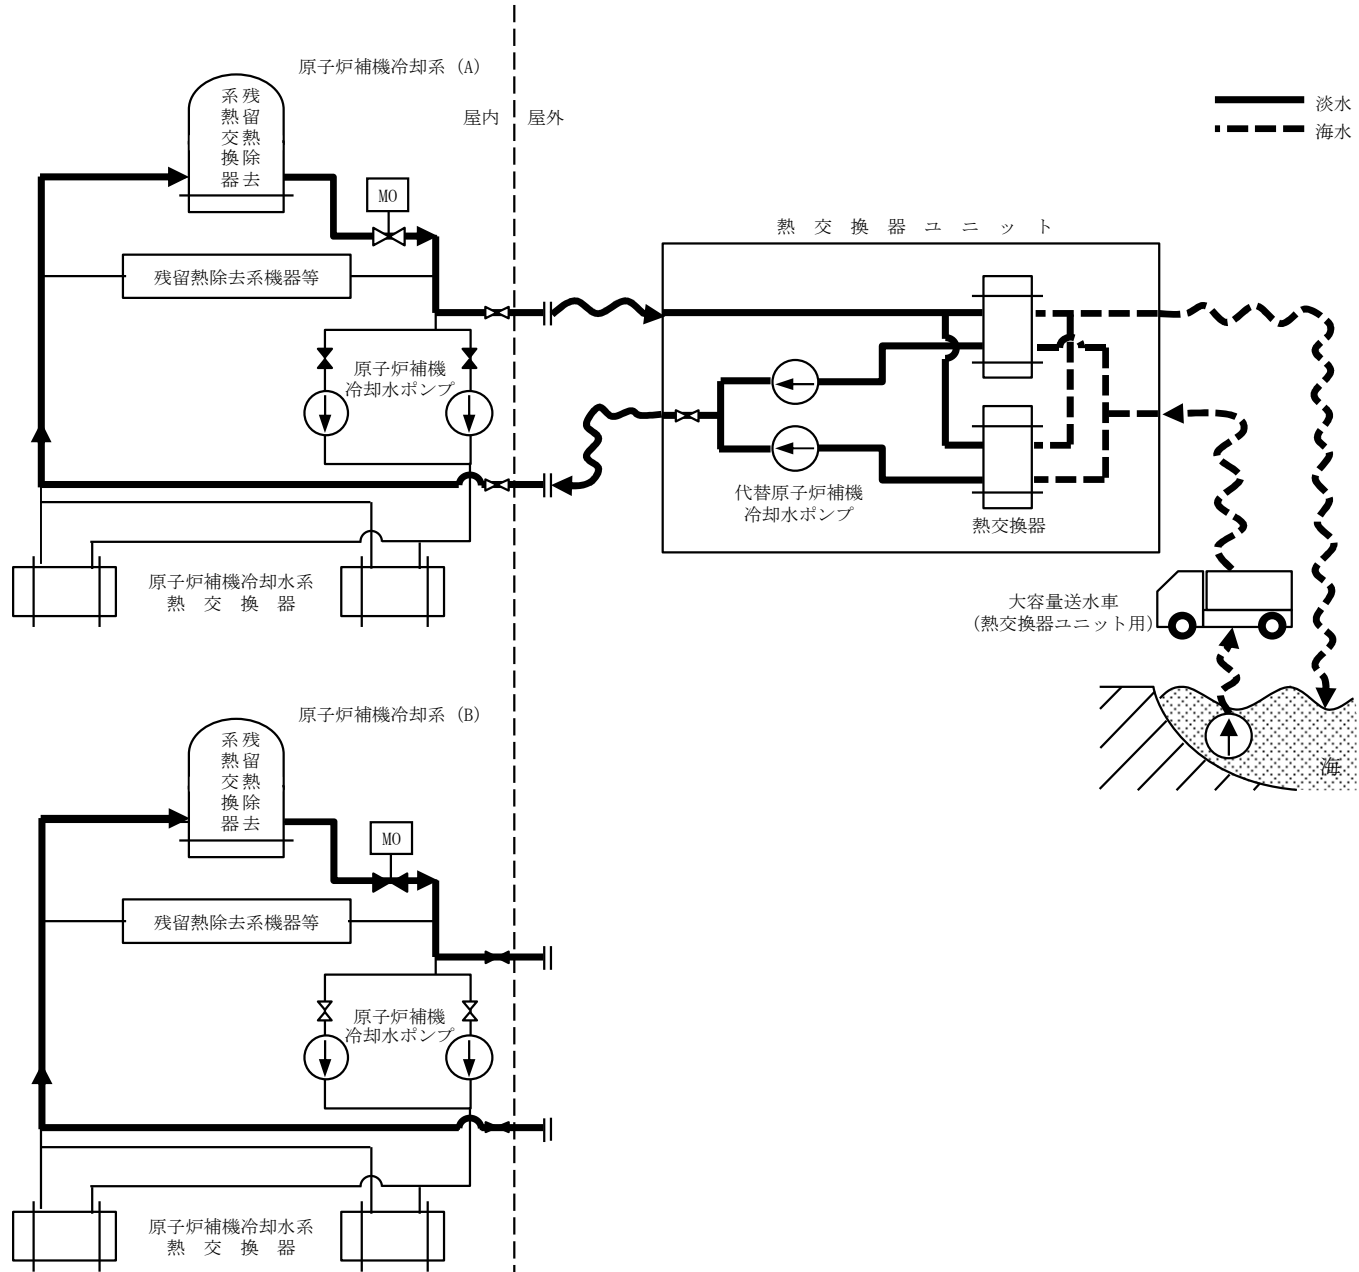 原子炉補機冷却系 (A)
屋内
屋外
淡水
海水
残留熱除去
系熱交換器
MO
残留熱除去系機器等
原子炉補機
冷却水ポンプ
原子炉補機冷却水系
熱交換器
熱交換器ユニット
代替原子炉補機
冷却水ポンプ
熱交換器
大容量送水車
(熱交換器ユニット用)
海
原子炉補機冷却系 (B)
残留熱除去
系熱交換器
MO
残留熱除去系機器等
原子炉補機
冷却水ポンプ
原子炉補機冷却水系
熱交換器